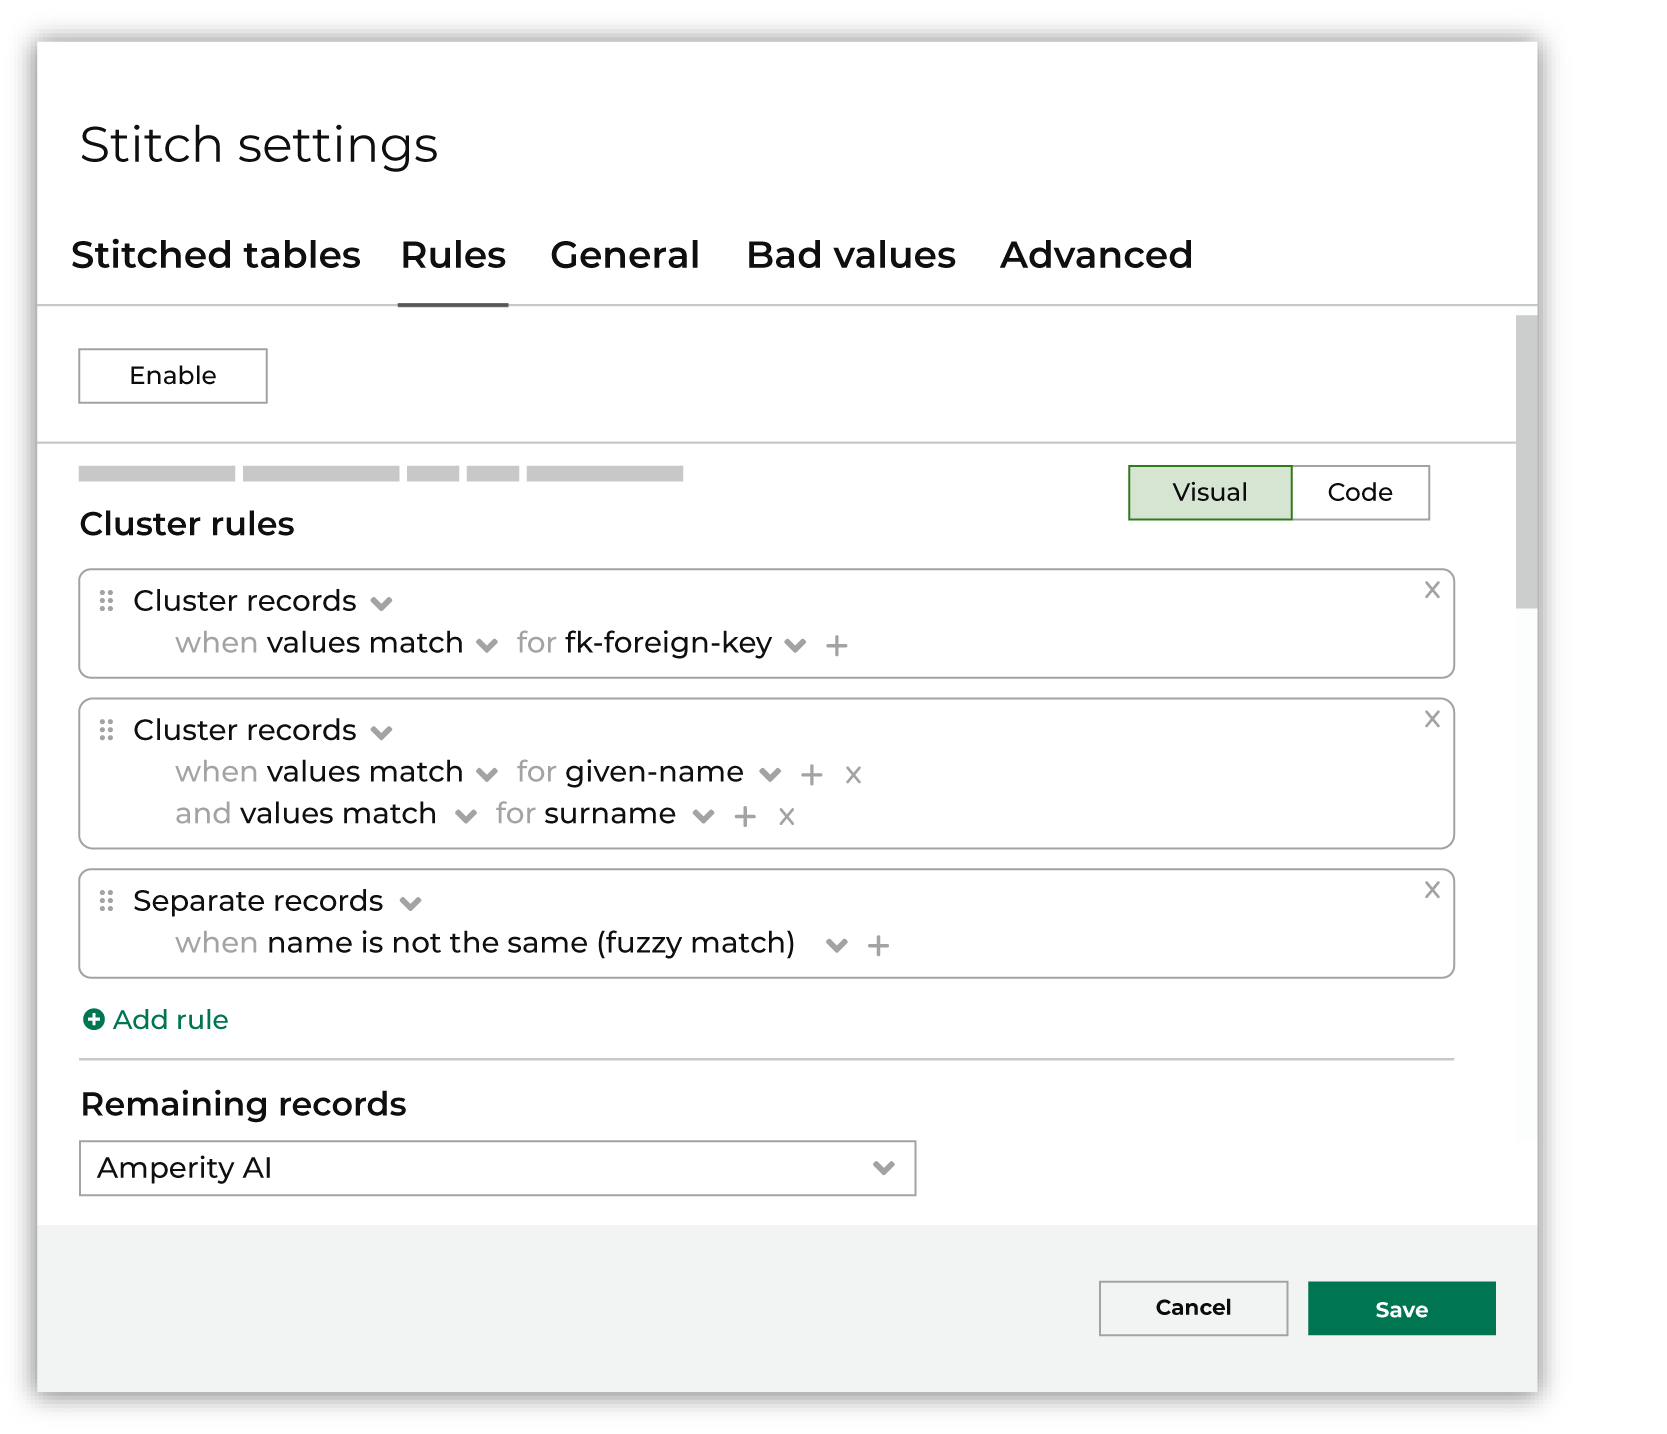 Stitch settings
Stitched tables Rules General Bad values Advanced
Enable
Visual Code
Cluster rules
Cluster records
when values match for fk-foreign-key +
x
Cluster records
when values match for given-name + x
and values match for surname + x
x
Separate records
when name is not the same (fuzzy match) +
x
Add rule
Remaining records
Amperity AI
Cancel Save